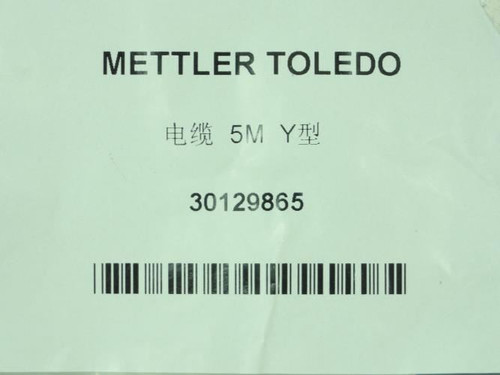 METTLER TOLEDO
电缆 5M Y型
30129865